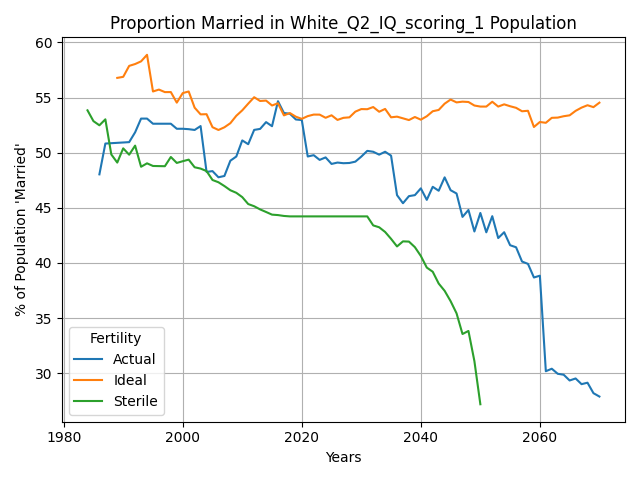 Proportion Married in White_Q2_IQ_scoring_1 Population
% of Population 'Married'
60
55
50
45
40
35
30
Fertility
Actual
Ideal
Sterile
1980 2000 2020 2040 2060
Years